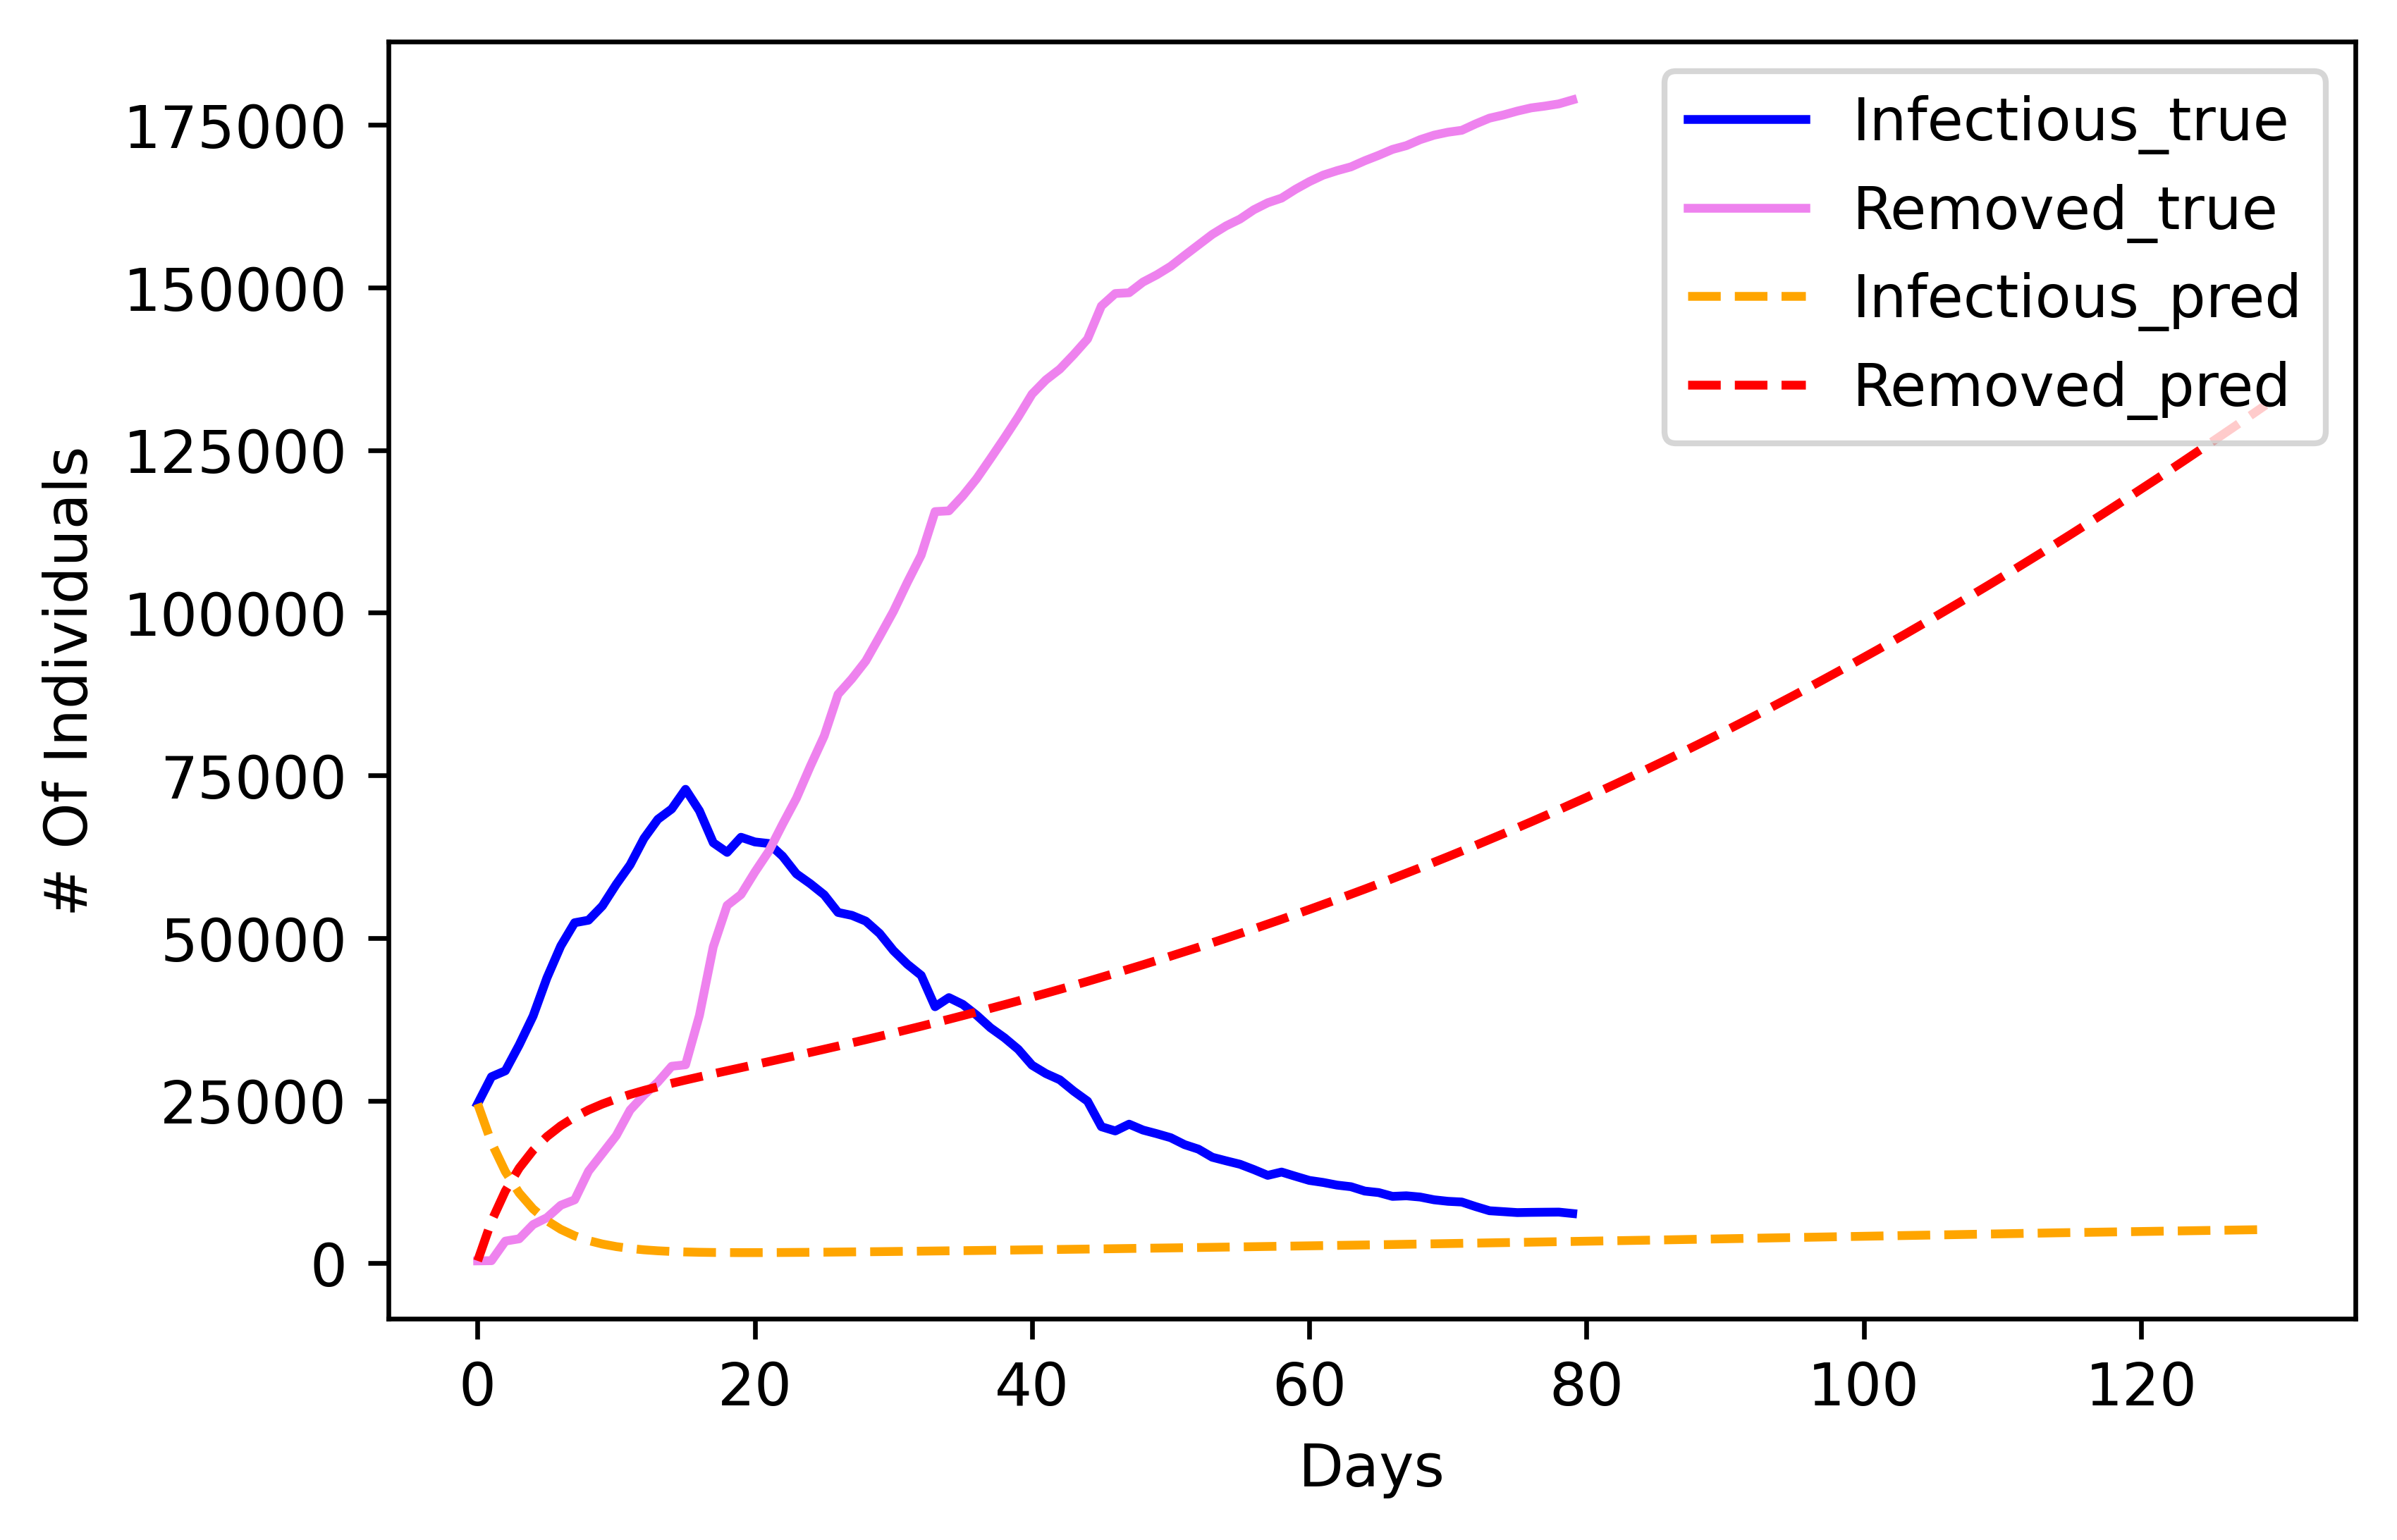 175000
150000
125000
100000
75000
50000
25000
0
# Of Individuals
0 20 40 60 80 100 120
Days
Infectious_true
Removed_true
Infectious_pred
Removed_pred